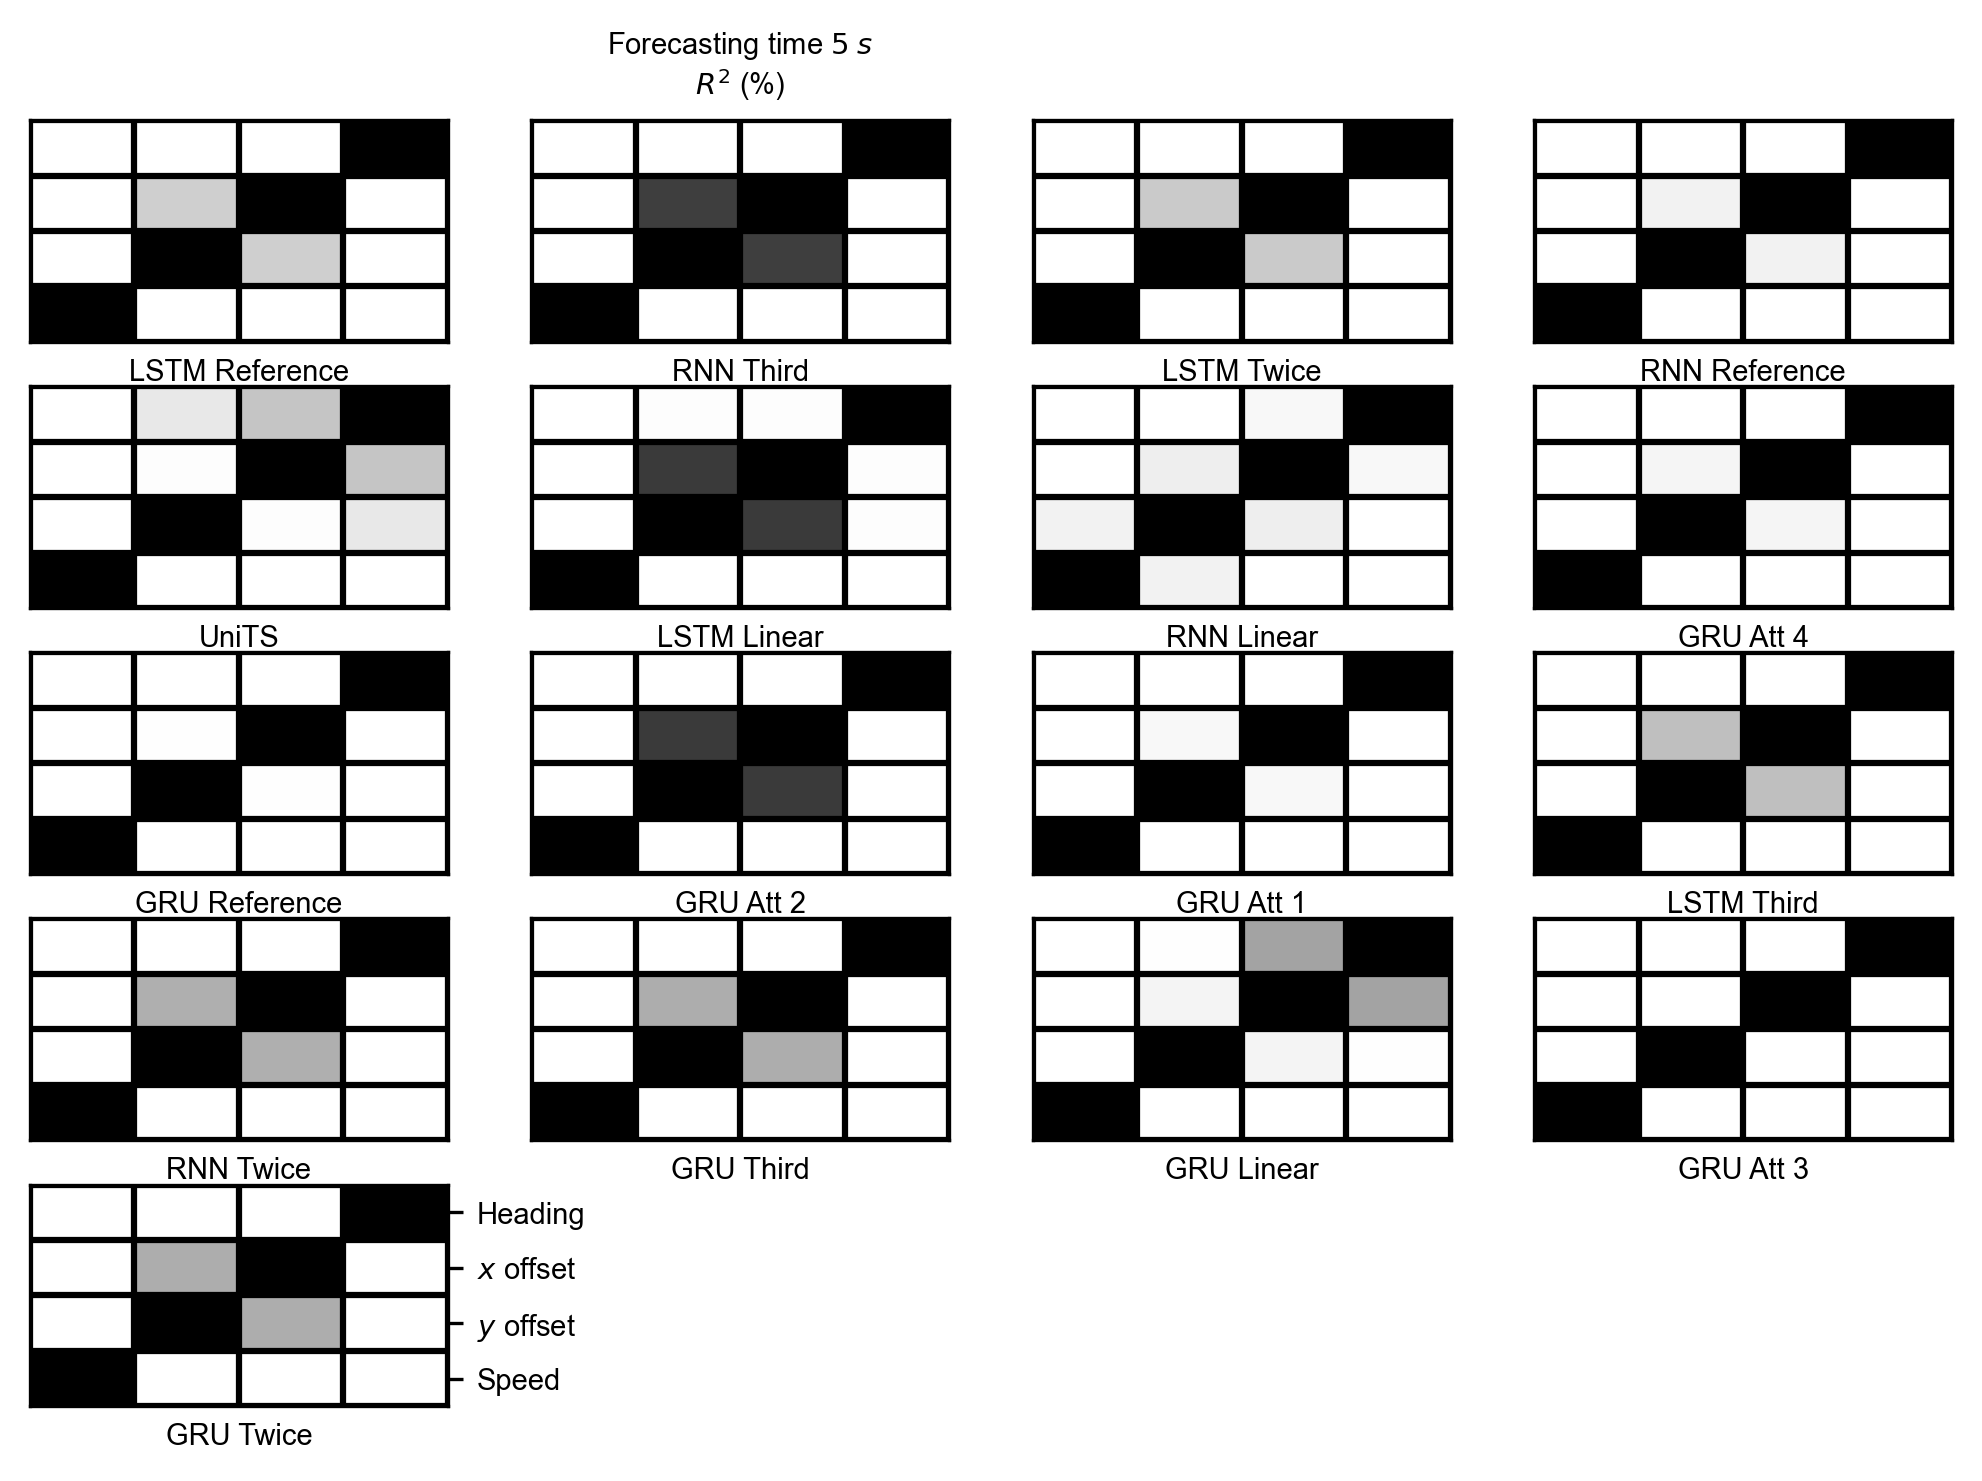 Forecasting time 5 s
R² (%)
LSTM Reference
RNN Third
LSTM Twice
RNN Reference
UniTS
LSTM Linear
RNN Linear
GRU Att 4
GRU Reference
GRU Att 2
GRU Att 1
LSTM Third
RNN Twice
GRU Third
GRU Linear
GRU Att 3
Heading
x offset
y offset
Speed
GRU Twice